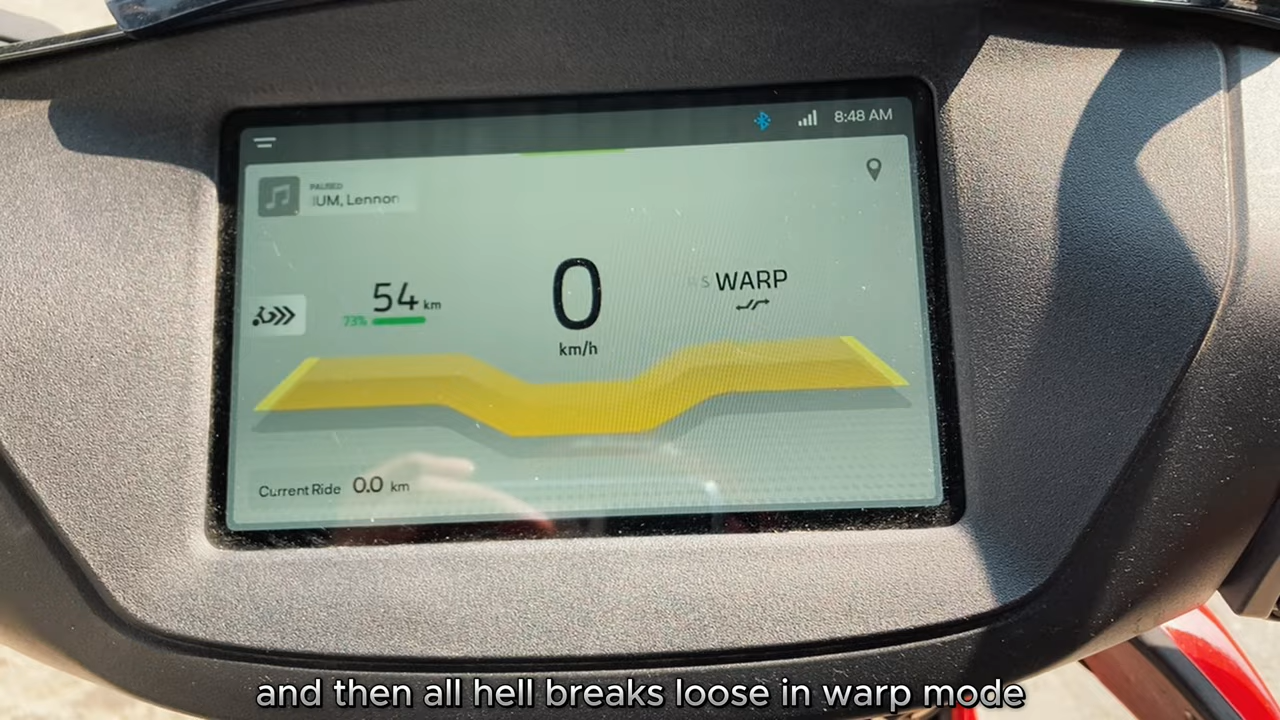 8:48 AM
PAUSED
IUM, Lennon
54 km
73%
0
km/h
S WARP
Current Ride 0.0 km
and then all hell breaks loose in warp mode